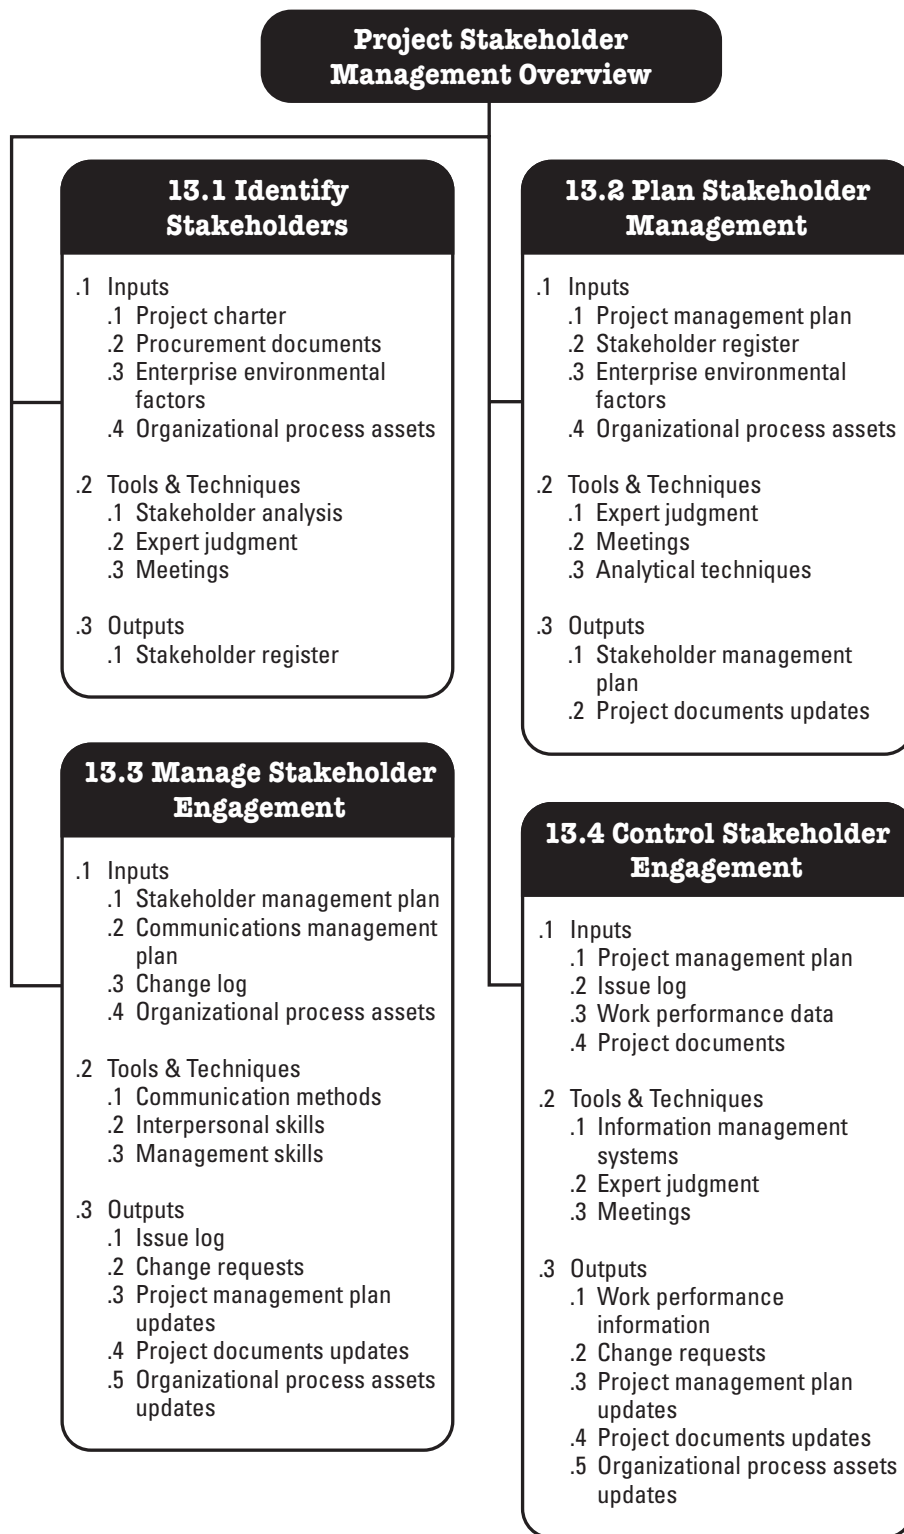 Project Stakeholder
Management Overview
13.1 Identify
Stakeholders
.1 Inputs
.1 Project charter
.2 Procurement documents
.3 Enterprise environmental
factors
.4 Organizational process assets
.2 Tools & Techniques
.1 Stakeholder analysis
.2 Expert judgment
.3 Meetings
.3 Outputs
.1 Stakeholder register
13.2 Plan Stakeholder
Management
.1 Inputs
.1 Project management plan
.2 Stakeholder register
.3 Enterprise environmental
factors
.4 Organizational process assets
.2 Tools & Techniques
.1 Expert judgment
.2 Meetings
.3 Analytical techniques
.3 Outputs
.1 Stakeholder management
plan
.2 Project documents updates
13.3 Manage Stakeholder
Engagement
.1 Inputs
.1 Stakeholder management plan
.2 Communications management
plan
.3 Change log
.4 Organizational process assets
.2 Tools & Techniques
.1 Communication methods
.2 Interpersonal skills
.3 Management skills
.3 Outputs
.1 Issue log
.2 Change requests
.3 Project management plan
updates
.4 Project documents updates
.5 Organizational process assets
updates
13.4 Control Stakeholder
Engagement
.1 Inputs
.1 Project management plan
.2 Issue log
.3 Work performance data
.4 Project documents
.2 Tools & Techniques
.1 Information management
systems
.2 Expert judgment
.3 Meetings
.3 Outputs
.1 Work performance
information
.2 Change requests
.3 Project management plan
updates
.4 Project documents updates
.5 Organizational process assets
updates